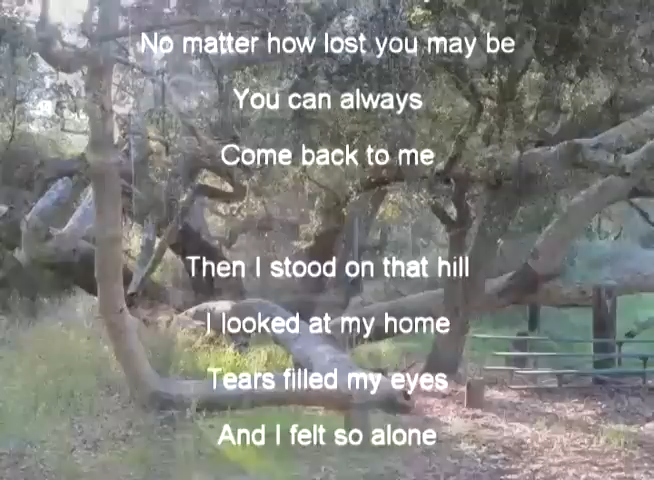 No matter how lost you may be
You can always
Come back to me
Then I stood on that hill
I looked at my home
Tears filled my eyes
And I felt so alone